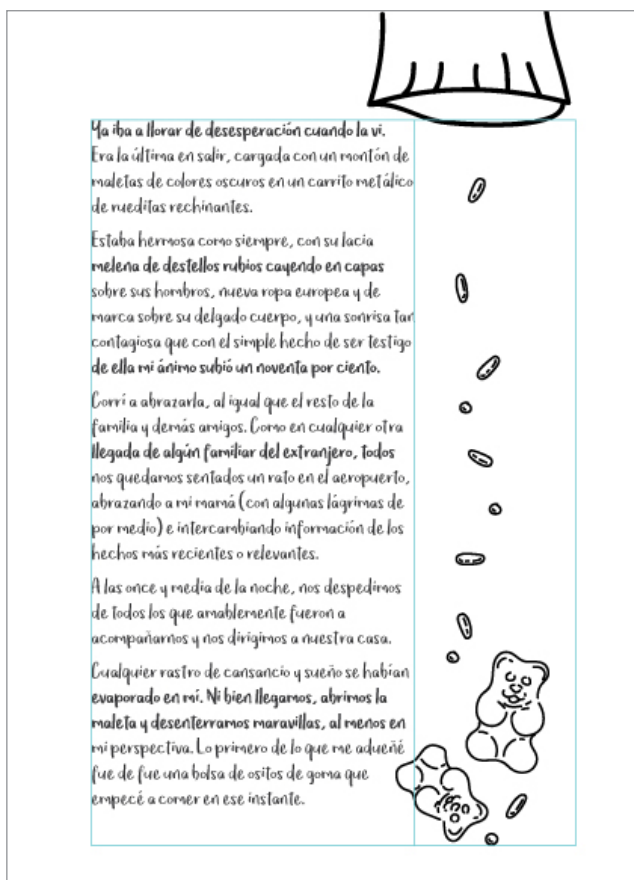 Ya iba a llorar de desesperación cuando la vi.
Era la última en salir, cargada con un montón de
maletas de colores oscuros en un carrito metálico
de rueditas rechinantes.
Estaba hermosa como siempre, con su lacia
melena de destellos rubios cayendo en capas
sobre sus hombros, nueva ropa europea y de
marca sobre su delgado cuerpo, y una sonrisa tan
contagiosa que con el simple hecho de ser testigo
de ella mi ánimo subió un noventa por ciento.
Corrí a abrazarla, al igual que el resto de la
familia y demás amigos. Como en cualquier otra
llegada de algún familiar del extranjero, todos
nos quedamos sentados un rato en el aeropuerto,
abrazando a mi mamá (con algunas lágrimas de
por medio) e intercambiando información de los
hechos más recientes o relevantes.
A las once y media de la noche, nos despedimos
de todos los que amablemente fueron a
acompañarnos y nos dirigimos a nuestra casa.
Cualquier rastro de cansancio y sueño se habían
evaporado en mí. Ni bien llegamos, abrimos la
maleta y desenterramos maravillas, al menos en
mi perspectiva. Lo primero de lo que me adueñé
fue de fue una bolsa de ositos de goma que
empecé a comer en ese instante.